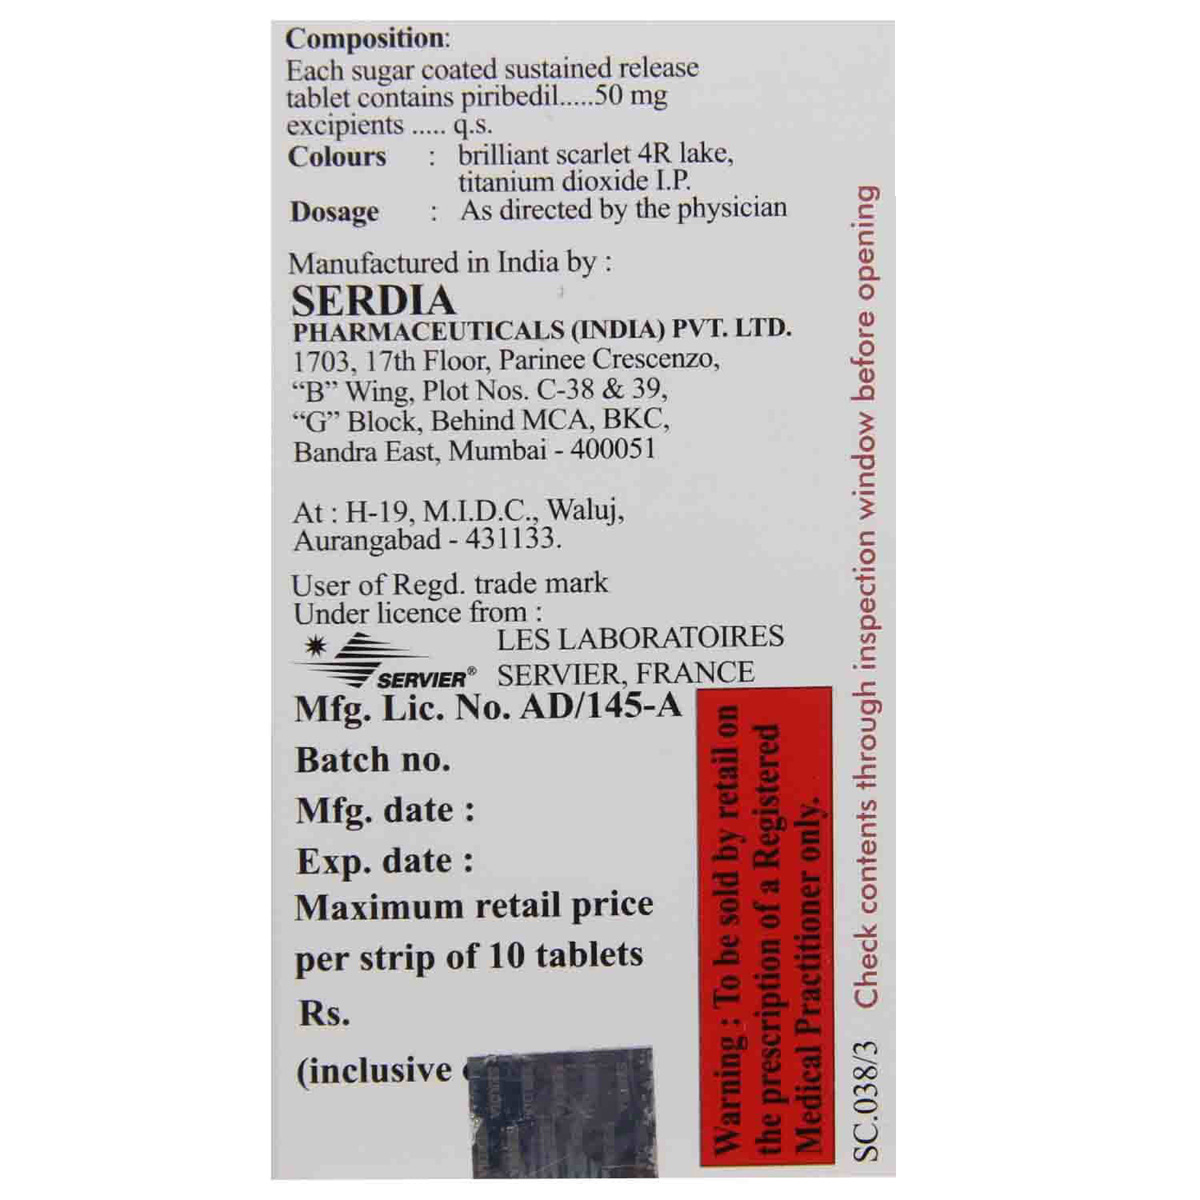 Composition:
Each sugar coated sustained release
tablet contains piribedil.....50 mg
excipients ..... q.s.
Colours : brilliant scarlet 4R lake,
titanium dioxide I.P.
Dosage : As directed by the physician
Manufactured in India by :
SERDIA
PHARMACEUTICALS (INDIA) PVT. LTD.
1703, 17th Floor, Parinee Crescenzo,
“B” Wing, Plot Nos. C-38 & 39,
“G” Block, Behind MCA, BKC,
Bandra East, Mumbai - 400051
At : H-19, M.I.D.C., Waluj,
Aurangabad - 431133.
User of Regd. trade mark
Under licence from :
SERVIER®
LES LABORATOIRES
SERVIER, FRANCE
Mfg. Lic. No. AD/145-A
Batch no.
Mfg. date :
Exp. date :
Maximum retail price
per strip of 10 tablets
Rs.
(inclusive
Warning : To be sold by retail on
the prescription of a Registered
Medical Practitioner only.
SC.038/3 Check contents through inspection window before opening